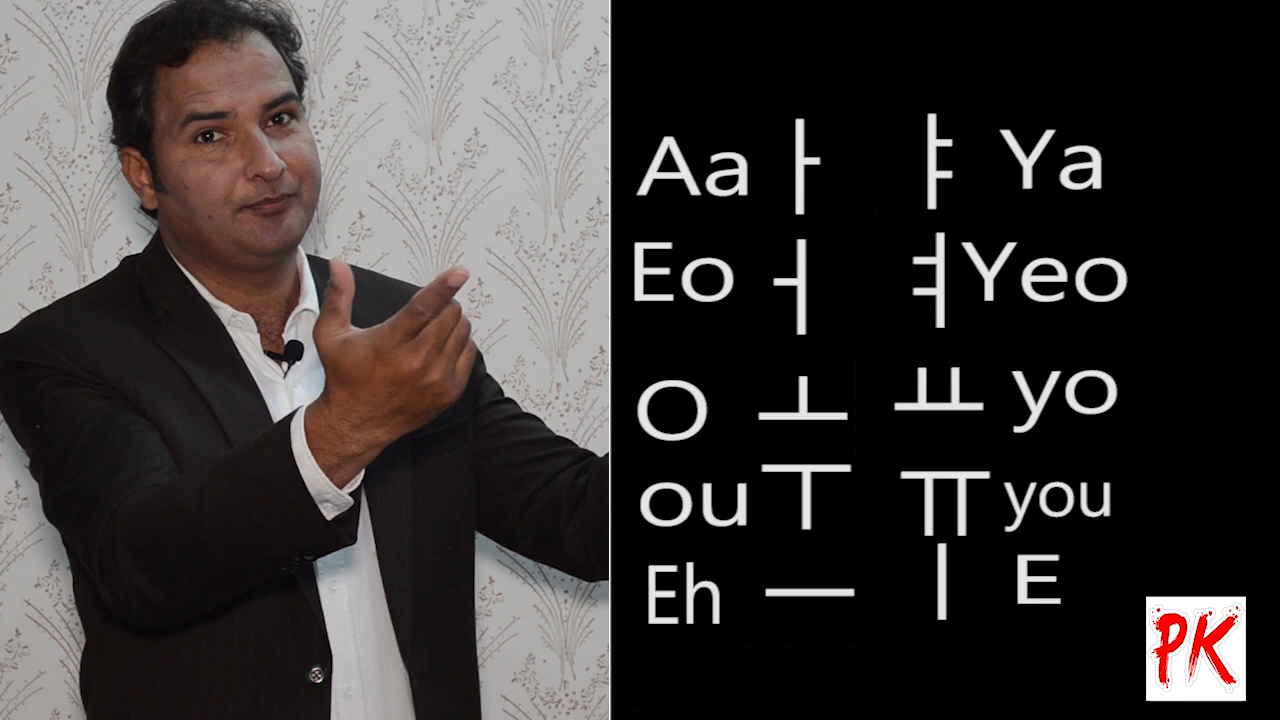 Aa ㅏ ㅑ Ya
Eo ㅓ ㅕ Yeo
O ㅗ ㅛ yo
ou ㅜ ㅠ you
Eh ㅡ ㅣ E
PK